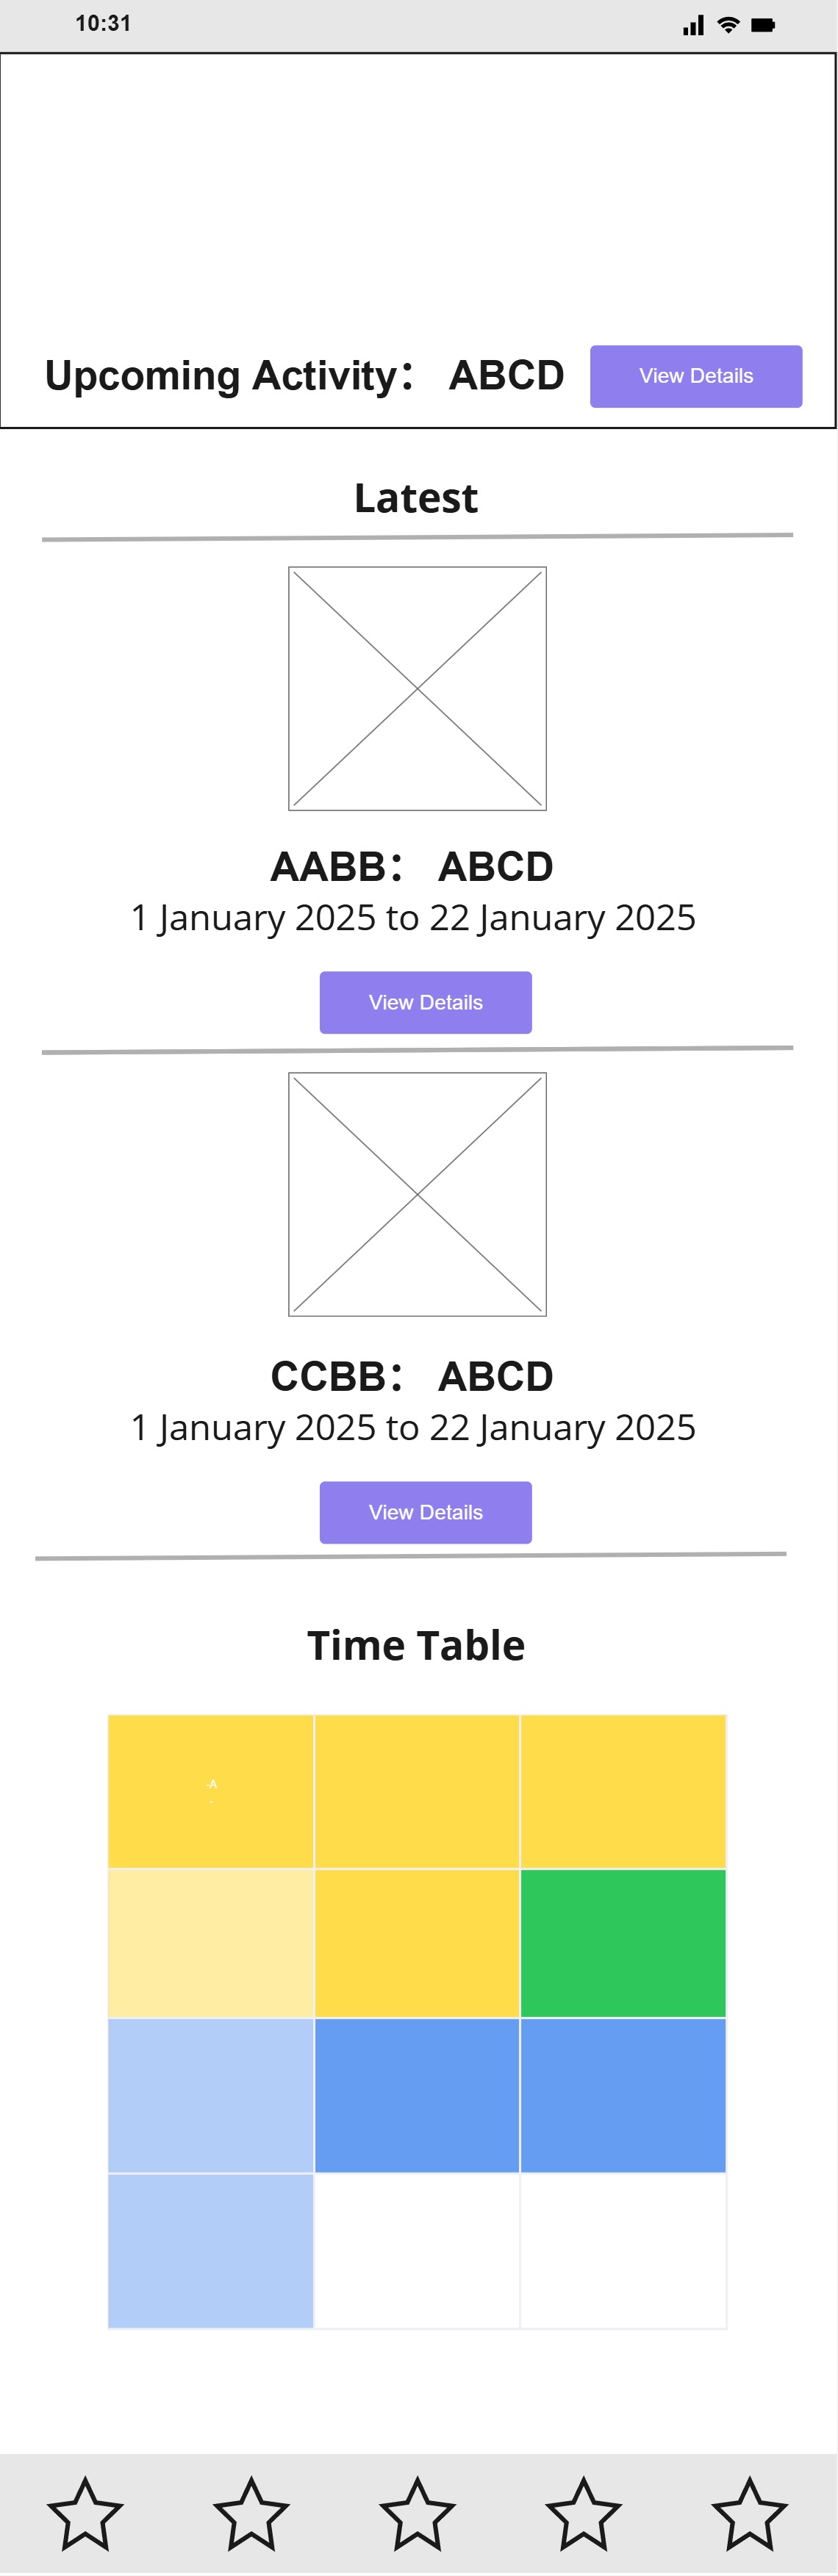 10:31
Upcoming Activity： ABCD
View Details
Latest
AABB： ABCD
1 January 2025 to 22 January 2025
View Details
CCBB： ABCD
1 January 2025 to 22 January 2025
View Details
Time Table
-A
-